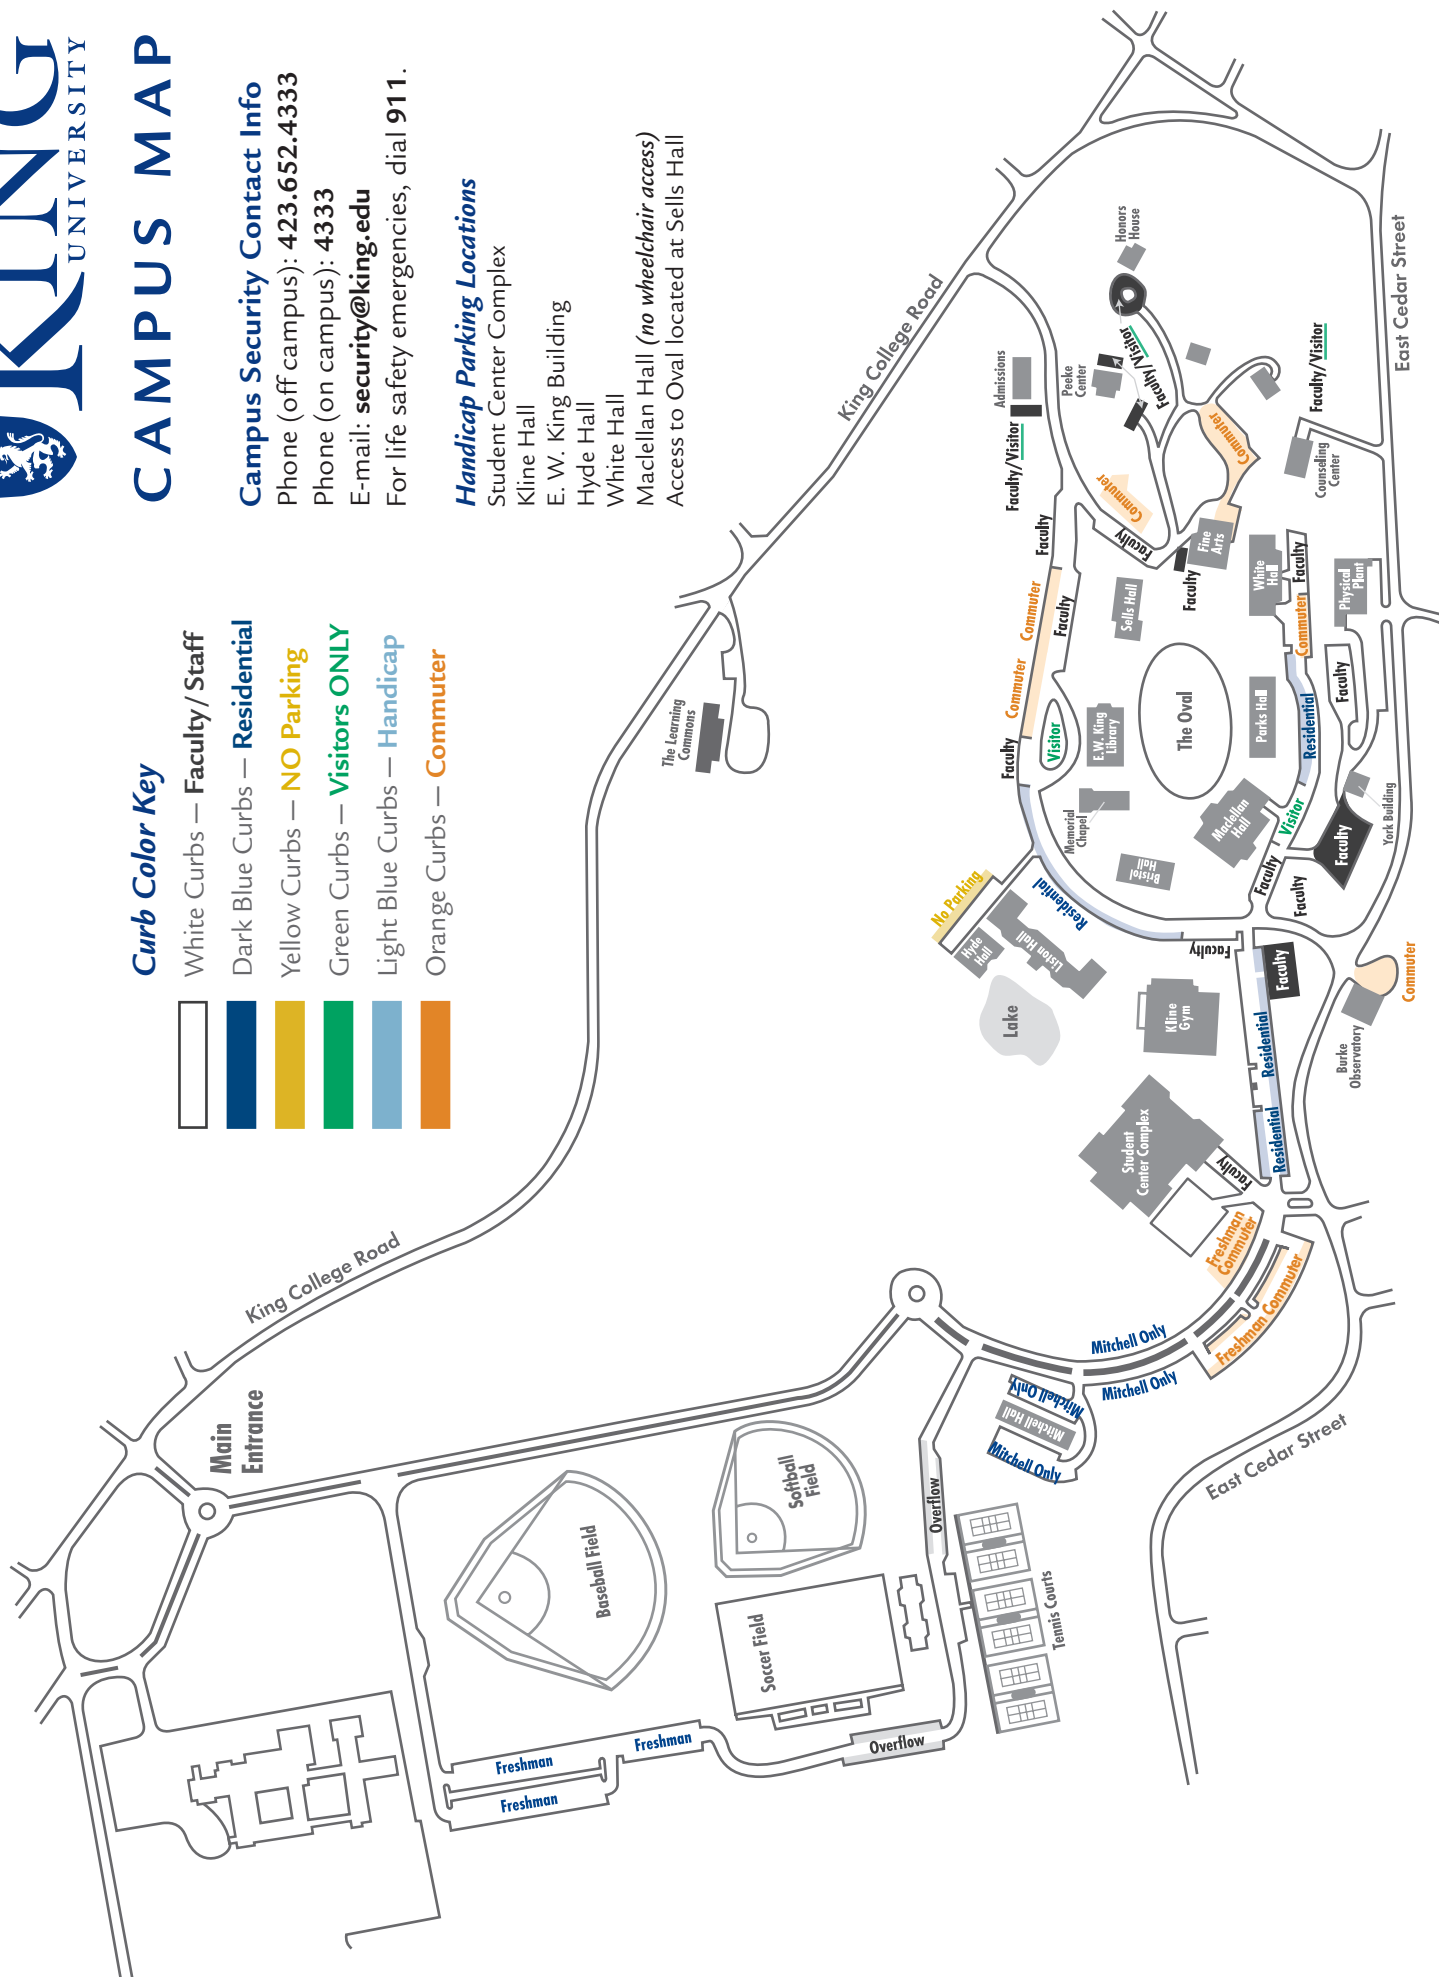 KING
UNIVERSITY
CAMPUS MAP
Campus Security Contact Info
Phone (off campus): 423.652.4333
Phone (on campus): 4333
E-mail: security@king.edu
For life safety emergencies, dial 911.
Handicap Parking Locations
Student Center Complex
Kline Hall
E. W. King Building
Hyde Hall
White Hall
Maclellan Hall (no wheelchair access)
Access to Oval located at Sells Hall
Curb Color Key
White Curbs — Faculty/Staff
Dark Blue Curbs — Residential
Yellow Curbs — NO Parking
Green Curbs — Visitors ONLY
Light Blue Curbs — Handicap
Orange Curbs — Commuter
King College Road
Main
Entrance
King College Road
The Learning
Commons
Baseball Field
Softball
Field
Soccer Field
Freshman
Freshman
Freshman
Overflow
Overflow
Tennis Courts
Mitchell Only
Mitchell Hall
Mitchell Only
Mitchell Only
Mitchell Only
Freshman Commuter
Freshman
Commuter
East Cedar Street
Student
Center Complex
Faculty
Residential
Residential
Faculty
Kline
Gym
Lake
Hyde
Hall
Liston Hall
No Parking
Residential
Faculty
Burke
Observatory
Commuter
Bristol
Hall
Memorial
Chapel
E.W. King
Library
The Oval
Maclellan
Hall
Parks Hall
Faculty
Faculty
Visitor
Faculty
York Building
Residential
Faculty
Commuter
Faculty
White
Hall
Physical
Plant
Visitor
Faculty
Commuter
Commuter
Faculty
Faculty
Sells Hall
Faculty
Fine
Arts
Faculty
Commuter
Commuter
Faculty/Visitor
Admissions
Peeke
Center
Faculty/Visitor
Honors
House
Counseling
Center
Faculty/Visitor
East Cedar Street